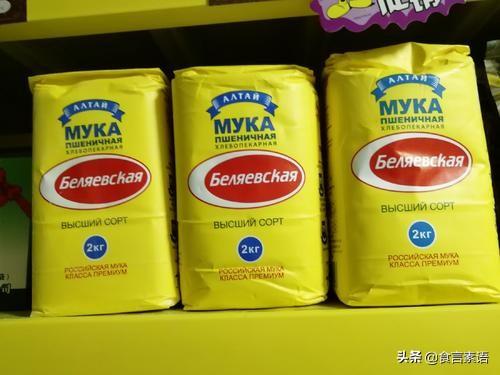 АЛТАЙ
МУКА
ПШЕНИЧНАЯ
ХЛЕБОПЕКАРНАЯ
Беляевская
ВЫСШИЙ СОРТ
2кг
РОССИЙСКАЯ МУКА
КЛАССА ПРЕМИУМ
АЛТАЙ
МУКА
ПШЕНИЧНАЯ
ХЛЕБОПЕКАРНАЯ
Беляевская
ВЫСШИЙ СОРТ
2кг
РОССИЙСКАЯ МУКА
КЛАССА ПРЕМИУМ
АЛТАЙ
МУКА
ПШЕНИЧНАЯ
ХЛЕБОПЕКАРНАЯ
Беляевская
ВЫСШИЙ СОРТ
2кг
РОССИЙСКАЯ МУКА
КЛАССА ПРЕМИУМ
头条 @食言素语